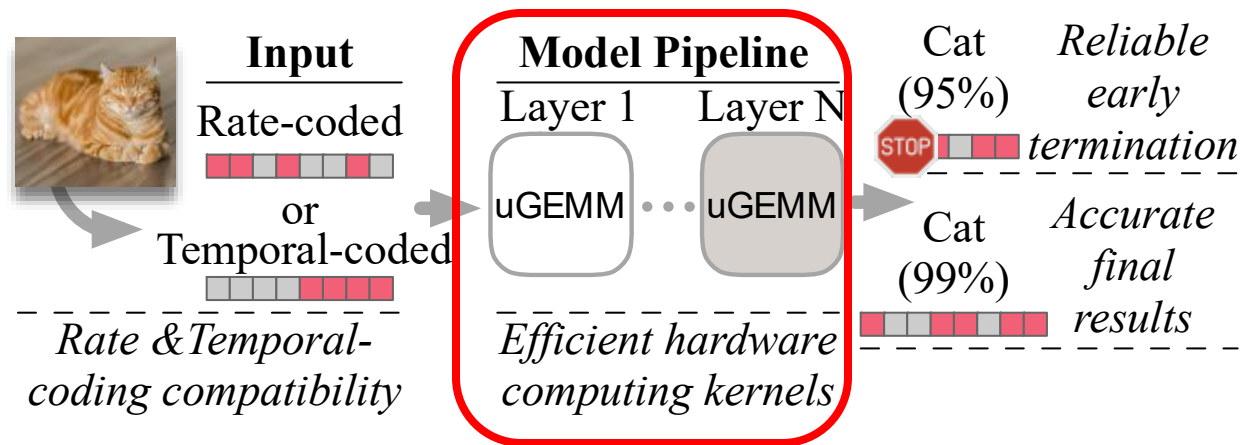 Input
Rate-coded
or
Temporal-coded
Rate &Temporal-
coding compatibility
Model Pipeline
Layer 1
Layer N
uGEMM
uGEMM
Efficient hardware
computing kernels
Cat
(95%)
STOP
Reliable
early
termination
Cat
(99%)
Accurate
final
results